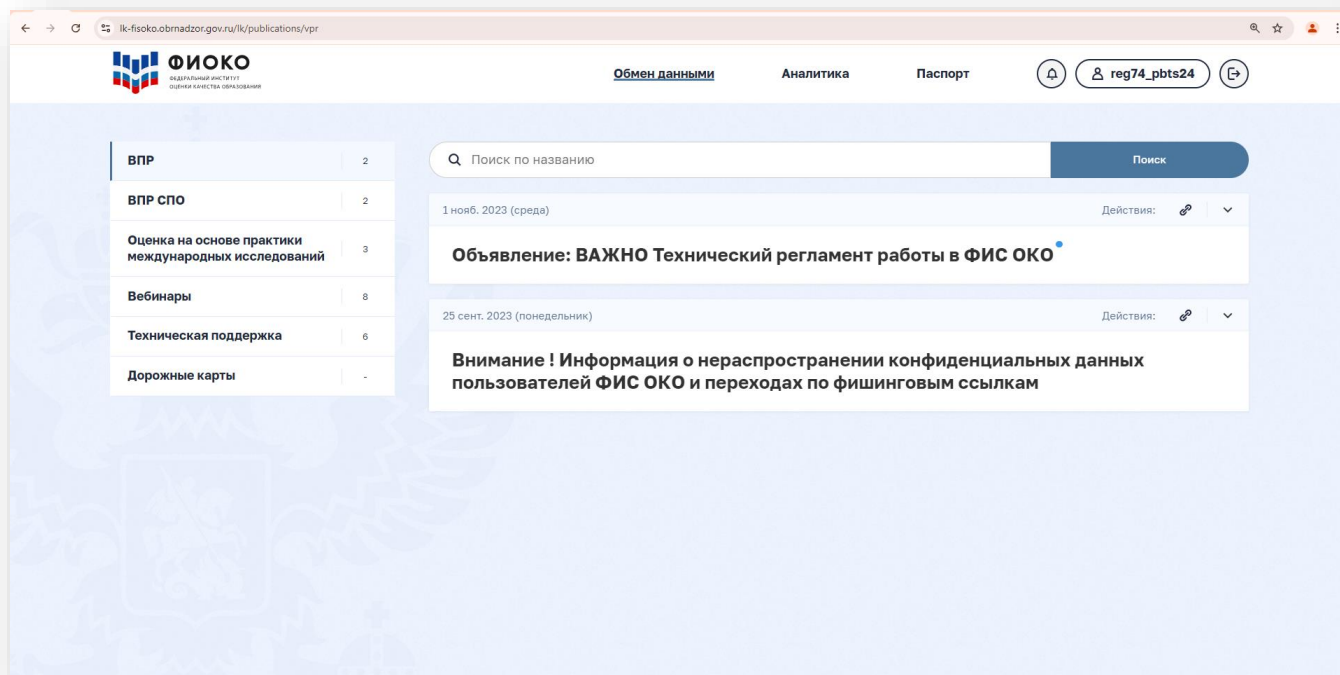 lk-fisoko.obrnadzor.gov.ru/lk/publications/vpr
ФИОКО
ФЕДЕРАЛЬНЫЙ ИНСТИТУТ
ОЦЕНКИ КАЧЕСТВА ОБРАЗОВАНИЯ
Обмен данными Аналитика Паспорт reg74_pbts24
ВПР 2
ВПР СПО 2
Оценка на основе практики
международных исследований 3
Вебинары 8
Техническая поддержка 6
Дорожные карты -
Поиск по названию Поиск
1 нояб. 2023 (среда) Действия:
Объявление: ВАЖНО Технический регламент работы в ФИС ОКО
25 сент. 2023 (понедельник) Действия:
Внимание ! Информация о нераспространении конфиденциальных данных
пользователей ФИС ОКО и переходах по фишинговым ссылкам